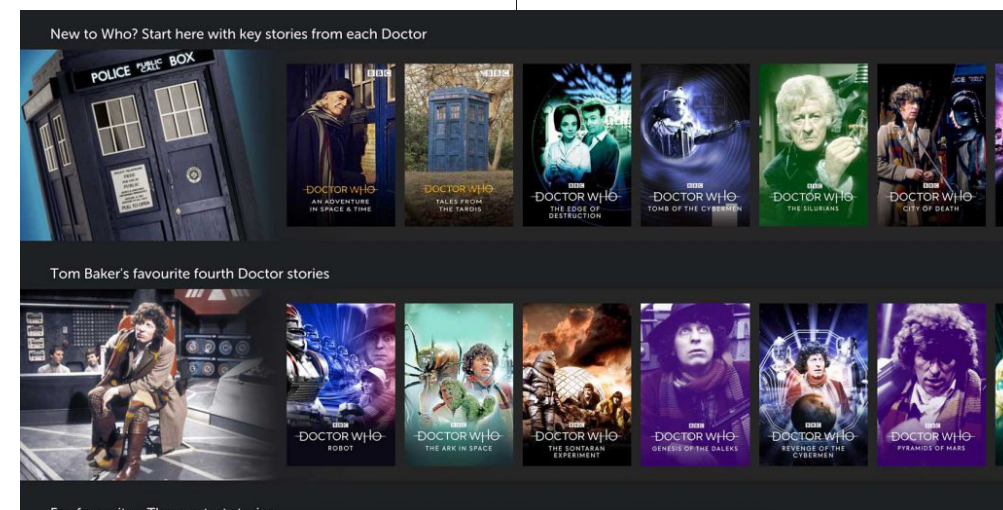 New to Who? Start here with key stories from each Doctor
POLICE PUBLIC CALL BOX
BBC
DOCTOR WHO
AN ADVENTURE
IN SPACE & TIME
BBC
DOCTOR WHO
TALES FROM
THE TARDIS
BBC
DOCTOR WHO
THE EDGE OF
DESTRUCTION
BBC
DOCTOR WHO
TOMB OF THE CYBERMEN
BBC
DOCTOR WHO
THE SILURIANS
BBC
DOCTOR WHO
CITY OF DEATH
Tom Baker's favourite fourth Doctor stories
BBC
DOCTOR WHO
ROBOT
BBC
DOCTOR WHO
THE ARK IN SPACE
BBC
DOCTOR WHO
THE SONTARAN
EXPERIMENT
BBC
DOCTOR WHO
GENESIS OF THE DALEKS
BBC
DOCTOR WHO
REVENGE OF THE
CYBERMEN
BBC
DOCTOR WHO
PYRAMIDS OF MARS